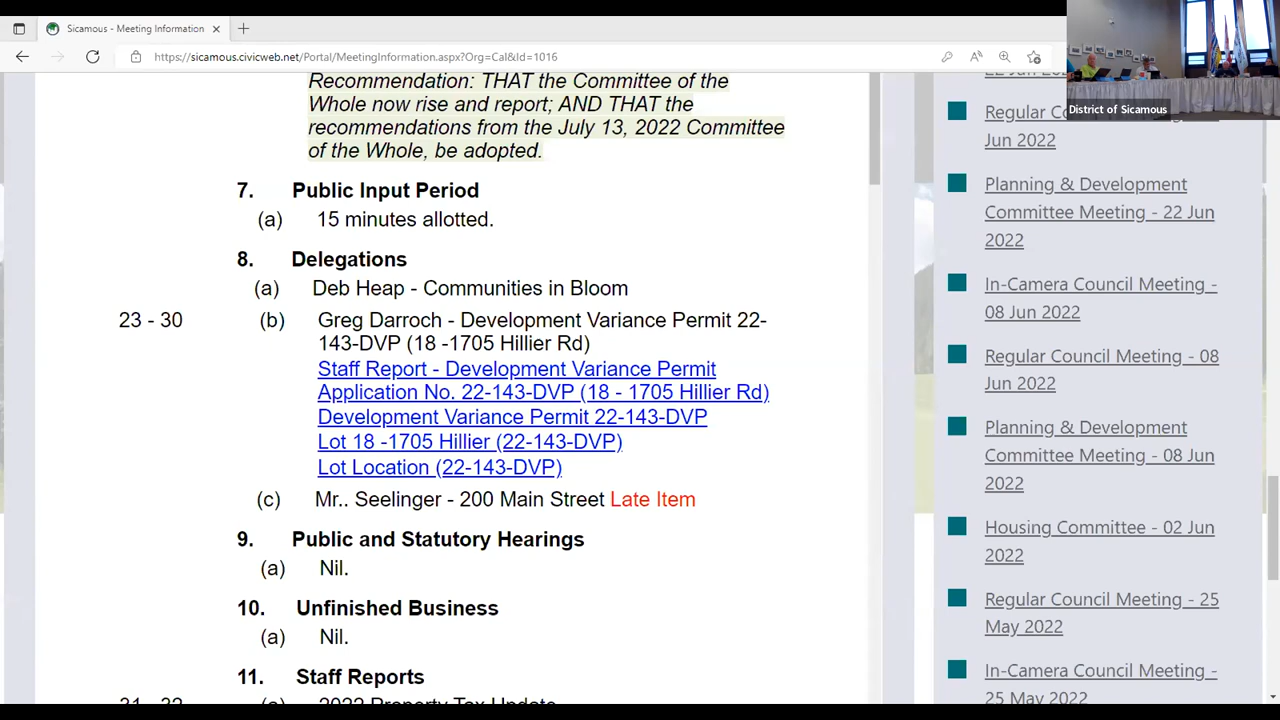 Sicamous - Meeting Information
https://sicamous.civicweb.net/Portal/MeetingInformation.aspx?Org=Cal&Id=1016
District of Sicamous
Recommendation: THAT the Committee of the
Whole now rise and report; AND THAT the
recommendations from the July 13, 2022 Committee
of the Whole, be adopted.
7. Public Input Period
(a) 15 minutes allotted.
8. Delegations
(a) Deb Heap - Communities in Bloom
23 - 30 (b) Greg Darroch - Development Variance Permit 22-
143-DVP (18 -1705 Hillier Rd)
Staff Report - Development Variance Permit
Application No. 22-143-DVP (18 - 1705 Hillier Rd)
Development Variance Permit 22-143-DVP
Lot 18 -1705 Hillier (22-143-DVP)
Lot Location (22-143-DVP)
(c) Mr.. Seelinger - 200 Main Street Late Item
9. Public and Statutory Hearings
(a) Nil.
10. Unfinished Business
(a) Nil.
11. Staff Reports
31 - 32 (a) 2022 Property Tax Update
Regular
Jun 2022
Planning & Development
Committee Meeting - 22 Jun
2022
In-Camera Council Meeting -
08 Jun 2022
Regular Council Meeting - 08
Jun 2022
Planning & Development
Committee Meeting - 08 Jun
2022
Housing Committee - 02 Jun
2022
Regular Council Meeting - 25
May 2022
In-Camera Council Meeting -
25 May 2022